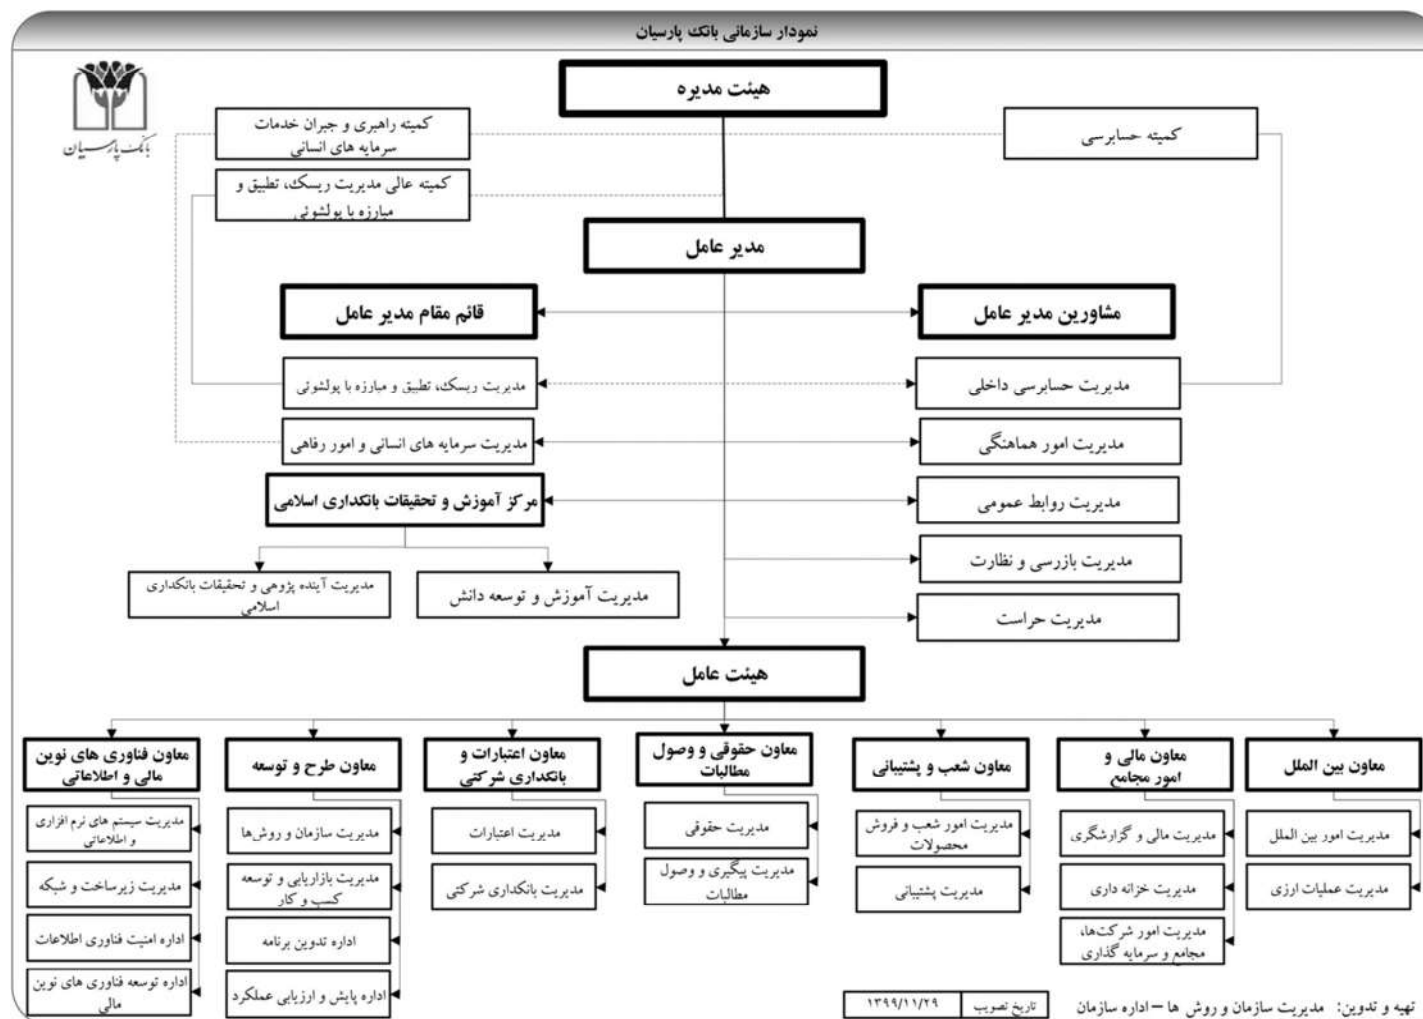 نمودار سازمانی بانک پارسیان
بانک پارسیان
هیئت مدیره
کمیته حسابرسی
کمیته راهبری و جبران خدمات
سرمایه های انسانی
کمیته عالی مدیریت ریسک، تطبیق و
مبارزه با پولشوئی
مدیر عامل
مشاورین مدیر عامل
قائم مقام مدیر عامل
مدیریت حسابرسی داخلی
مدیریت ریسک، تطبیق و مبارزه با پولشوئی
مدیریت امور هماهنگی
مدیریت سرمایه های انسانی و امور رفاهی
مدیریت روابط عمومی
مرکز آموزش و تحقیقات بانکداری اسلامی
مدیریت بازرسی و نظارت
مدیریت آموزش و توسعه دانش
مدیریت آینده پژوهی و تحقیقات بانکداری
اسلامی
مدیریت حراست
هیئت عامل
معاون بین الملل
مدیریت امور بین الملل
مدیریت عملیات ارزی
معاون مالی و
امور مجامع
مدیریت مالی و گزارشگری
مدیریت خزانه داری
مدیریت امور شرکت‌ها،
مجامع و سرمایه گذاری
معاون شعب و پشتیبانی
مدیریت امور شعب و فروش
محصولات
مدیریت پشتیبانی
معاون حقوقی و وصول
مطالبات
مدیریت حقوقی
مدیریت پیگیری و وصول
مطالبات
معاون اعتبارات و
بانکداری شرکتی
مدیریت اعتبارات
مدیریت بانکداری شرکتی
معاون طرح و توسعه
مدیریت سازمان و روش‌ها
مدیریت بازاریابی و توسعه
کسب و کار
اداره تدوین برنامه
اداره پایش و ارزیابی عملکرد
معاون فناوری های نوین
مالی و اطلاعاتی
مدیریت سیستم های نرم افزاری
و اطلاعاتی
مدیریت زیرساخت و شبکه
اداره امنیت فناوری اطلاعات
اداره توسعه فناوری های نوین
مالی
تهیه و تدوین: مدیریت سازمان و روش ها – اداره سازمان
تاریخ تصویب
۱۳۹۹/۱۱/۲۹